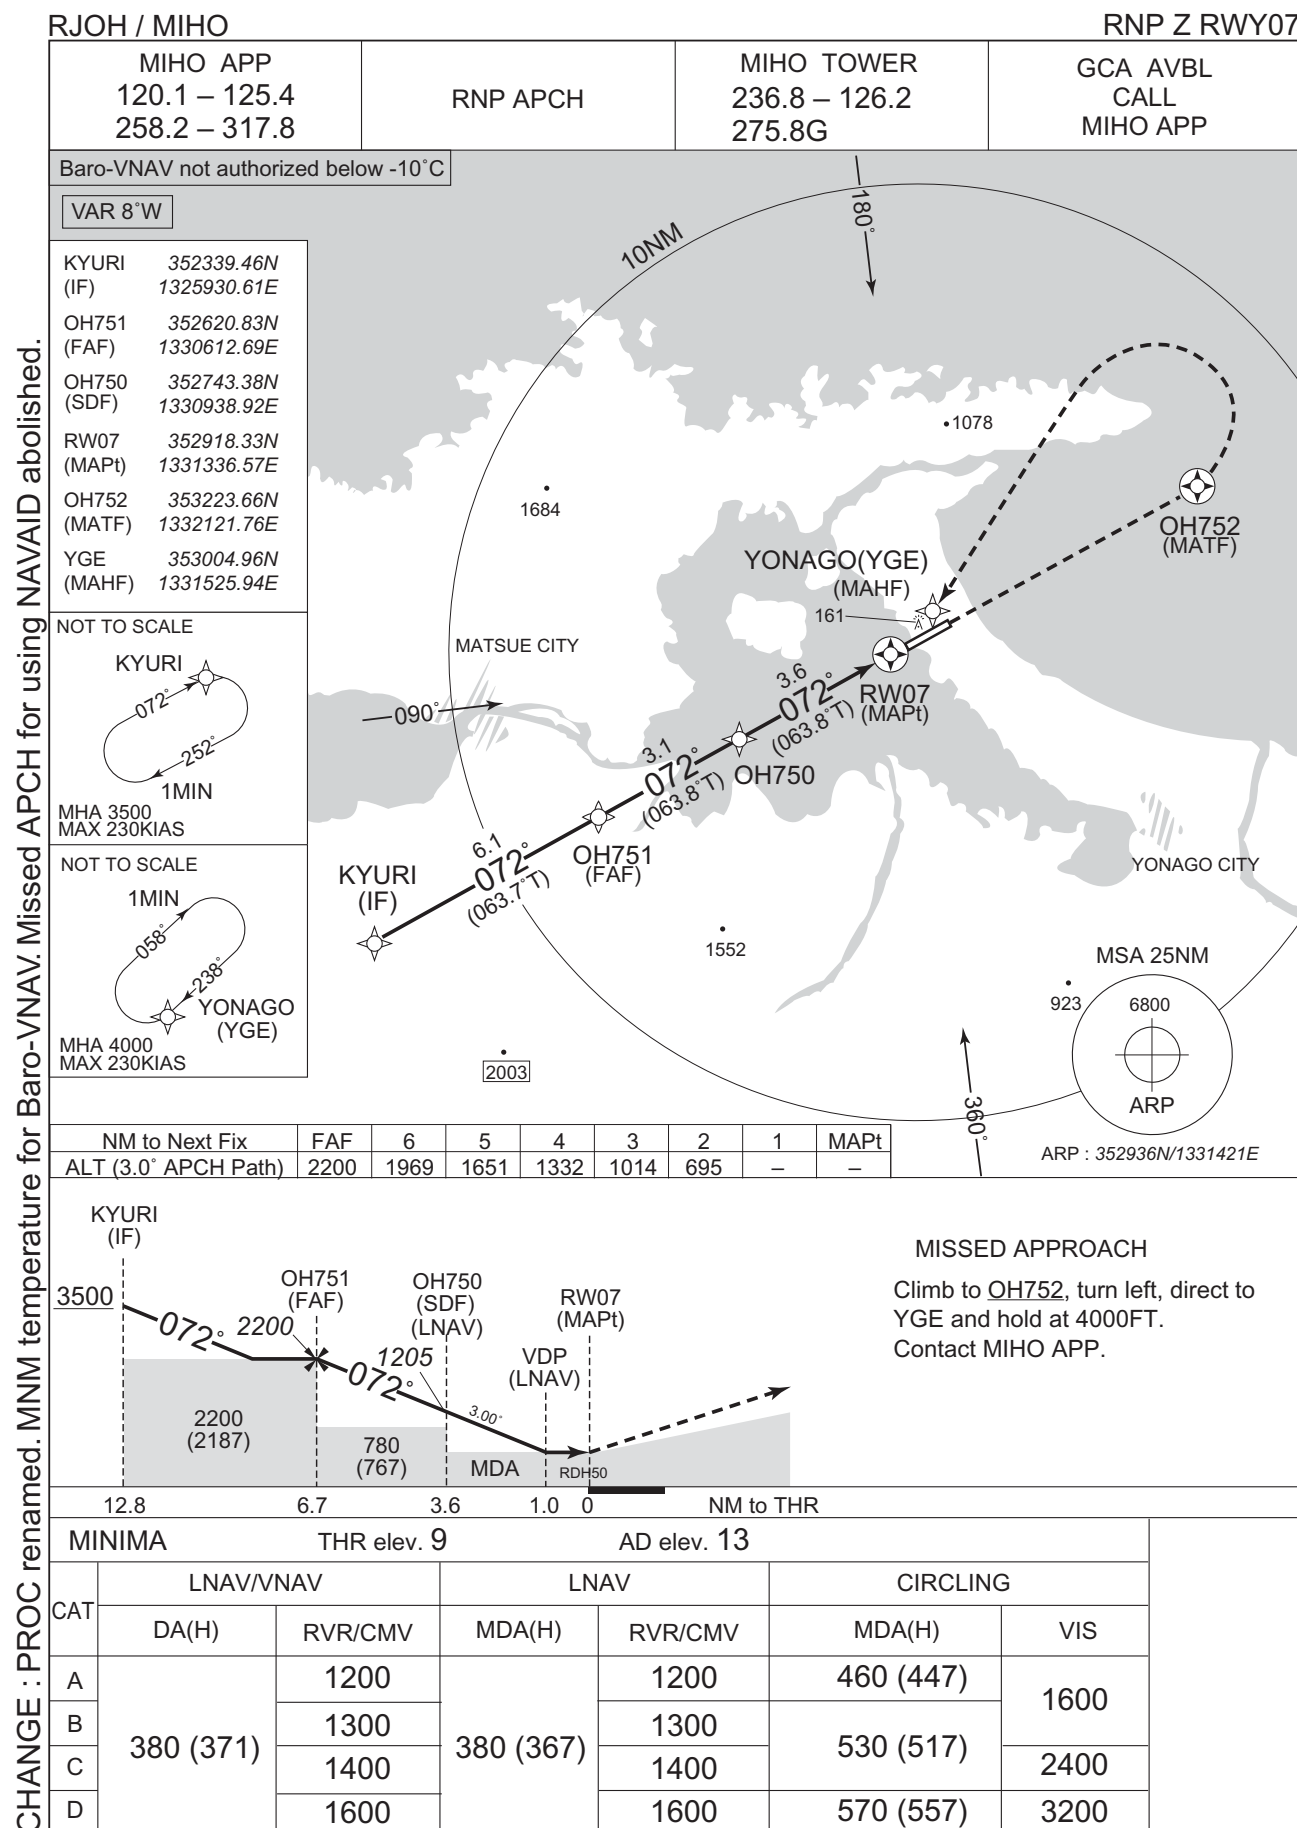 RJOH / MIHO
RNP Z RWY07
MIHO APP
120.1 – 125.4
258.2 – 317.8
RNP APCH
MIHO TOWER
236.8 – 126.2
275.8G
GCA AVBL
CALL
MIHO APP
Baro-VNAV not authorized below -10˚C
VAR 8˚W
KYURI 352339.46N
(IF) 1325930.61E
OH751 352620.83N
(FAF) 1330612.69E
OH750 352743.38N
(SDF) 1330938.92E
RW07 352918.33N
(MAPt) 1331336.57E
OH752 353223.66N
(MATF) 1332121.76E
YGE 353004.96N
(MAHF) 1331525.94E
NOT TO SCALE
KYURI
072˚
252˚
1MIN
MHA 3500
MAX 230KIAS
NOT TO SCALE
1MIN
058˚
238˚
YONAGO
(YGE)
MHA 4000
MAX 230KIAS
10NM
180˚
1078
1684
OH752
(MATF)
YONAGO(YGE)
(MAHF)
161
MATSUE CITY
090˚
RW07
(MAPt)
3.6
072˚
(063.8˚T)
OH750
3.1
072˚
(063.8˚T)
OH751
(FAF)
6.1
072˚
(063.7˚T)
KYURI
(IF)
YONAGO CITY
1552
923
2003
360˚
MSA 25NM
6800
ARP
ARP : 352936N/1331421E
NM to Next Fix FAF 6 5 4 3 2 1 MAPt
ALT (3.0˚ APCH Path) 2200 1969 1651 1332 1014 695 – –
KYURI
(IF)
3500
072˚
OH751
(FAF)
2200
072˚
OH750
(SDF)
(LNAV)
1205
3.00˚
VDP
(LNAV)
RW07
(MAPt)
2200
(2187)
780
(767)
MDA
RDH50
12.8 6.7 3.6 1.0 0 NM to THR
MISSED APPROACH
Climb to OH752, turn left, direct to
YGE and hold at 4000FT.
Contact MIHO APP.
MINIMA THR elev. 9 AD elev. 13
CAT LNAV/VNAV LNAV CIRCLING
DA(H) RVR/CMV MDA(H) RVR/CMV MDA(H) VIS
A 380 (371) 1200 380 (367) 1200 460 (447) 1600
B 1300 1300 530 (517)
C 1400 1400 2400
D 1600 1600 570 (557) 3200
CHANGE : PROC renamed. MNM temperature for Baro-VNAV. Missed APCH for using NAVAID abolished.